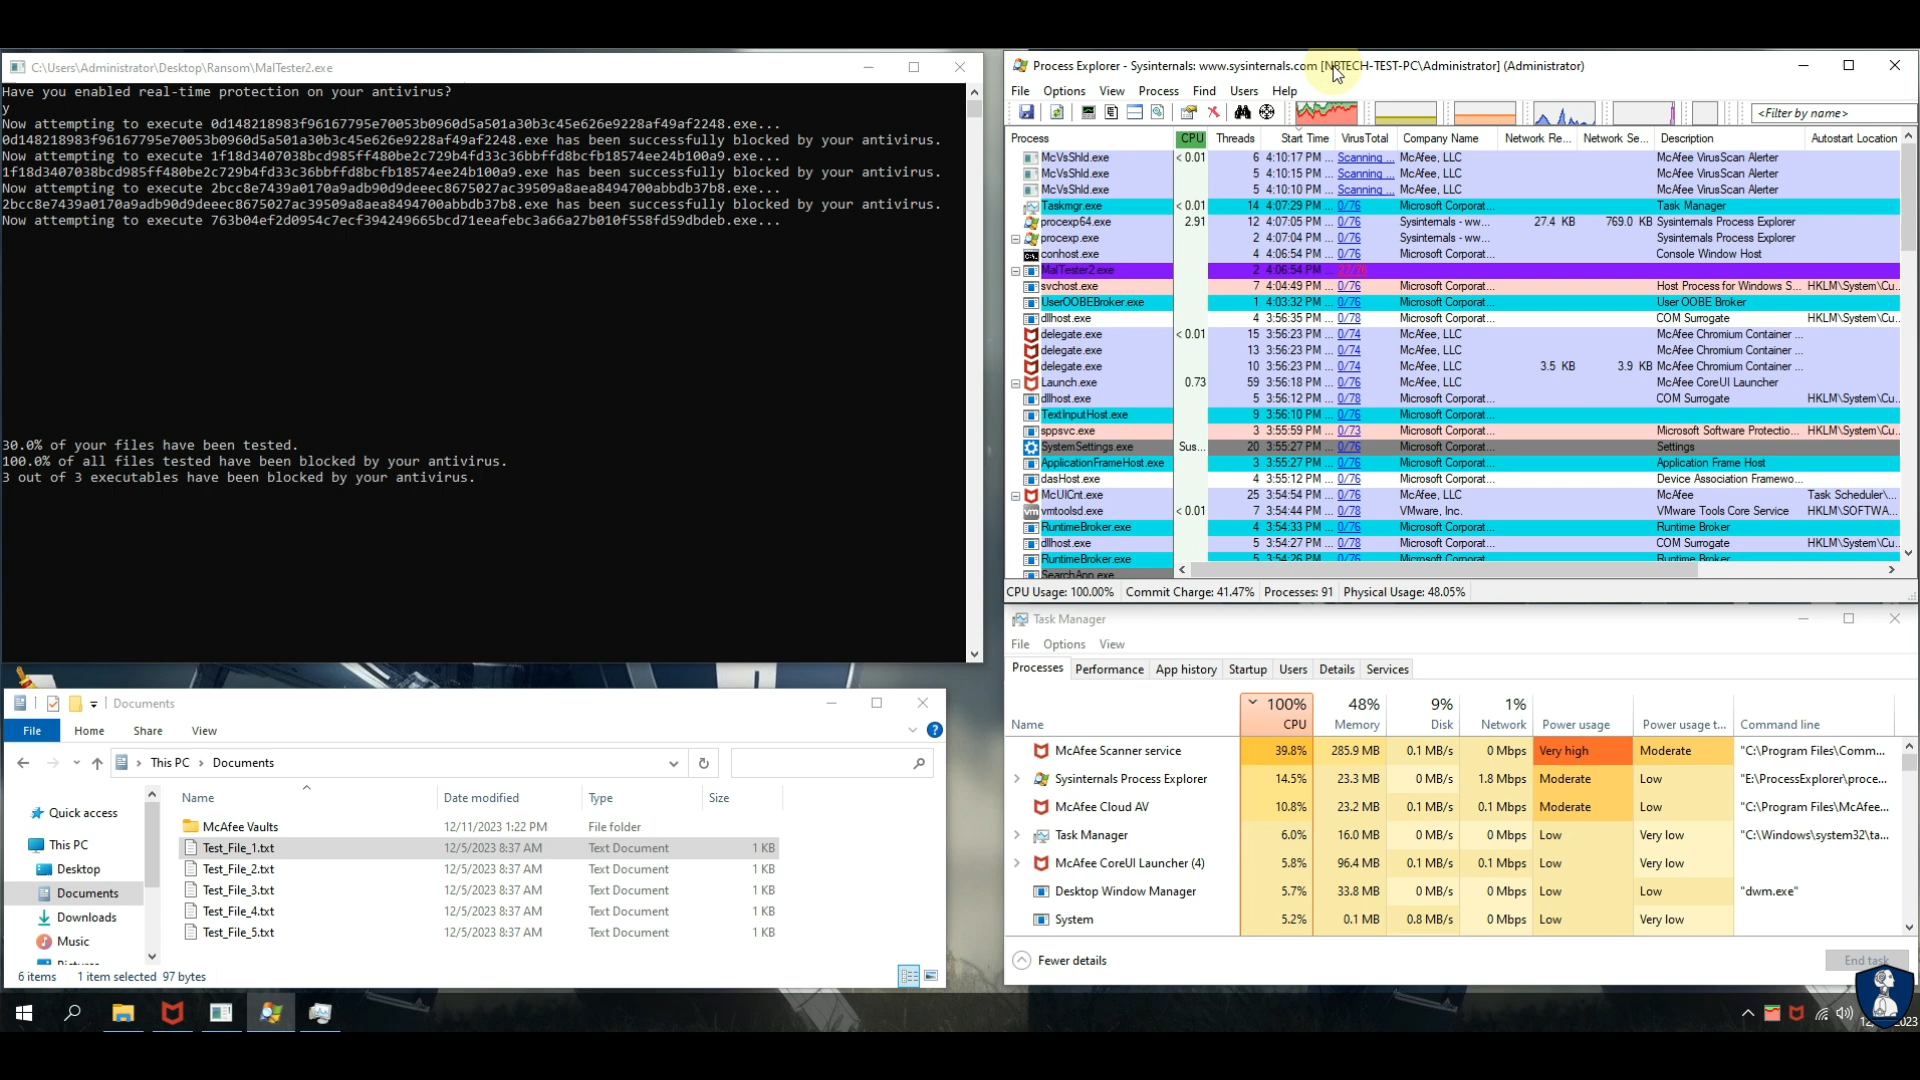 C:\Users\Administrator\Desktop\Ransom\MalTester2.exe
Have you enabled real-time protection on your antivirus?
y
Now attempting to execute 0d148218983f96167795e70053b0960d5a501a30b3c45e626e9228af49af2248.exe...
0d148218983f96167795e70053b0960d5a501a30b3c45e626e9228af49af2248.exe has been successfully blocked by your antivirus.
Now attempting to execute 1f18d3407038bcd985ff480be2c729b4fd33c36bbffd8bcfb18574ee24b100a9.exe...
1f18d3407038bcd985ff480be2c729b4fd33c36bbffd8bcfb18574ee24b100a9.exe has been successfully blocked by your antivirus.
Now attempting to execute 2bcc8e7439a0170a9adb90d9deeec8675027ac39509a8aea8494700abbdb37b8.exe...
2bcc8e7439a0170a9adb90d9deeec8675027ac39509a8aea8494700abbdb37b8.exe has been successfully blocked by your antivirus.
Now attempting to execute 763b04ef2d0954c7ecf394249665bcd71eeafebc3a66a27b010f558fd59dbdeb.exe...
30.0% of your files have been tested.
100.0% of all files tested have been blocked by your antivirus.
3 out of 3 executables have been blocked by your antivirus.
Process Explorer - Sysinternals: www.sysinternals.com [NBTECH-TEST-PC\Administrator] (Administrator)
File Options View Process Find Users Help
<Filter by name>
Process CPU Threads Start Time VirusTotal Company Name Network Re... Network Se... Description Autostart Location
McVsShld.exe < 0.01 6 4:10:17 PM ... Scanning ... McAfee, LLC McAfee VirusScan Alerter
McVsShld.exe 5 4:10:15 PM ... Scanning ... McAfee, LLC McAfee VirusScan Alerter
McVsShld.exe 5 4:10:10 PM ... Scanning ... McAfee, LLC McAfee VirusScan Alerter
Taskmgr.exe < 0.01 14 4:07:29 PM ... 0/76 Microsoft Corporat... Task Manager
procexp64.exe 2.91 12 4:07:05 PM ... 0/76 Sysinternals - ww... 27.4 KB 769.0 KB Sysinternals Process Explorer
procexp.exe 2 4:07:04 PM ... 0/76 Sysinternals - ww... Sysinternals Process Explorer
conhost.exe 4 4:06:54 PM ... 0/76 Microsoft Corporat... Console Window Host
MalTester2.exe 2 4:06:54 PM ...
svchost.exe 7 4:04:49 PM ... 0/76 Microsoft Corporat... Host Process for Windows S... HKLM\System\Cu...
UserOOBEBroker.exe 1 4:03:32 PM ... 0/76 Microsoft Corporat... User OOBE Broker
dllhost.exe 4 3:56:35 PM ... 0/78 Microsoft Corporat... COM Surrogate HKLM\System\Cu...
delegate.exe < 0.01 15 3:56:23 PM ... 0/74 McAfee, LLC McAfee Chromium Container ...
delegate.exe 13 3:56:23 PM ... 0/74 McAfee, LLC McAfee Chromium Container ...
delegate.exe 10 3:56:23 PM ... 0/74 McAfee, LLC 3.5 KB 3.9 KB McAfee Chromium Container ...
Launch.exe 0.73 59 3:56:18 PM ... 0/76 McAfee, LLC McAfee CoreUI Launcher
dllhost.exe 5 3:56:12 PM ... 0/78 Microsoft Corporat... COM Surrogate HKLM\System\Cu...
TextInputHost.exe 9 3:56:10 PM ... 0/76 Microsoft Corporat...
sppsvc.exe 3 3:55:59 PM ... 0/73 Microsoft Corporat... Microsoft Software Protectio... HKLM\System\Cu...
SystemSettings.exe Sus... 20 3:55:27 PM ... 0/76 Microsoft Corporat... Settings
ApplicationFrameHost.exe 3 3:55:27 PM ... 0/76 Microsoft Corporat... Application Frame Host
dasHost.exe 4 3:55:12 PM ... 0/76 Microsoft Corporat... Device Association Framewo...
McUICnt.exe 25 3:54:54 PM ... 0/76 McAfee, LLC McAfee Task Scheduler\...
vmtoolsd.exe < 0.01 7 3:54:44 PM ... 0/78 VMware, Inc. VMware Tools Core Service HKLM\SOFTWA...
RuntimeBroker.exe 4 3:54:33 PM ... 0/76 Microsoft Corporat... Runtime Broker
dllhost.exe 5 3:54:27 PM ... 0/78 Microsoft Corporat... COM Surrogate HKLM\System\Cu...
RuntimeBroker.exe 5 3:54:26 PM ... 0/76 Microsoft Corporat... Runtime Broker
SearchApp.exe
CPU Usage: 100.00% Commit Charge: 41.47% Processes: 91 Physical Usage: 48.05%
Task Manager
File Options View
Processes Performance App history Startup Users Details Services
100% 48% 9% 1%
Name CPU Memory Disk Network Power usage Power usage t... Command line
McAfee Scanner service 39.8% 285.9 MB 0.1 MB/s 0 Mbps Very high Moderate "C:\Program Files\Comm...
Sysinternals Process Explorer 14.5% 23.3 MB 0 MB/s 1.8 Mbps Moderate Low "E:\ProcessExplorer\proce...
McAfee Cloud AV 10.8% 23.2 MB 0.1 MB/s 0.1 Mbps Moderate Low "C:\Program Files\McAfee...
Task Manager 6.0% 16.0 MB 0 MB/s 0 Mbps Low Very low "C:\Windows\system32\ta...
McAfee CoreUI Launcher (4) 5.8% 96.4 MB 0.1 MB/s 0.1 Mbps Low Very low
Desktop Window Manager 5.7% 33.8 MB 0 MB/s 0 Mbps Low Low "dwm.exe"
System 5.2% 0.1 MB 0.8 MB/s 0 Mbps Low Very low
Fewer details End task
Documents
File Home Share View
This PC > Documents
Name Date modified Type Size
Quick access
This PC
Desktop
Documents
Downloads
Music
Pictures
McAfee Vaults 12/11/2023 1:22 PM File folder
Test_File_1.txt 12/5/2023 8:37 AM Text Document 1 KB
Test_File_2.txt 12/5/2023 8:37 AM Text Document 1 KB
Test_File_3.txt 12/5/2023 8:37 AM Text Document 1 KB
Test_File_4.txt 12/5/2023 8:37 AM Text Document 1 KB
Test_File_5.txt 12/5/2023 8:37 AM Text Document 1 KB
6 items 1 item selected 97 bytes